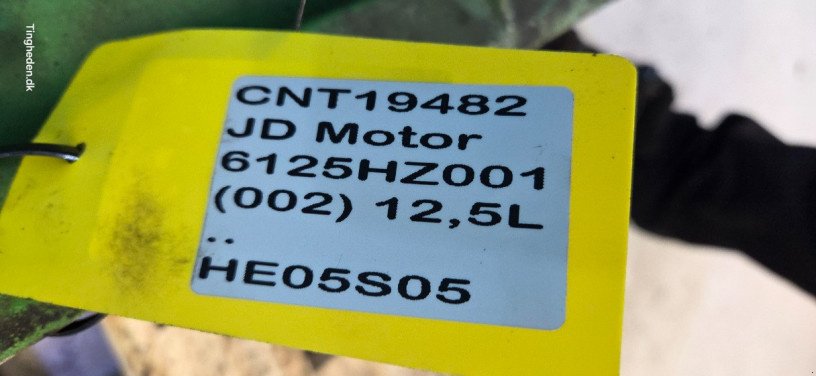 Tingheden.dk
CNT19482
JD Motor
6125HZ001
(002) 12,5L
..
HE05S05